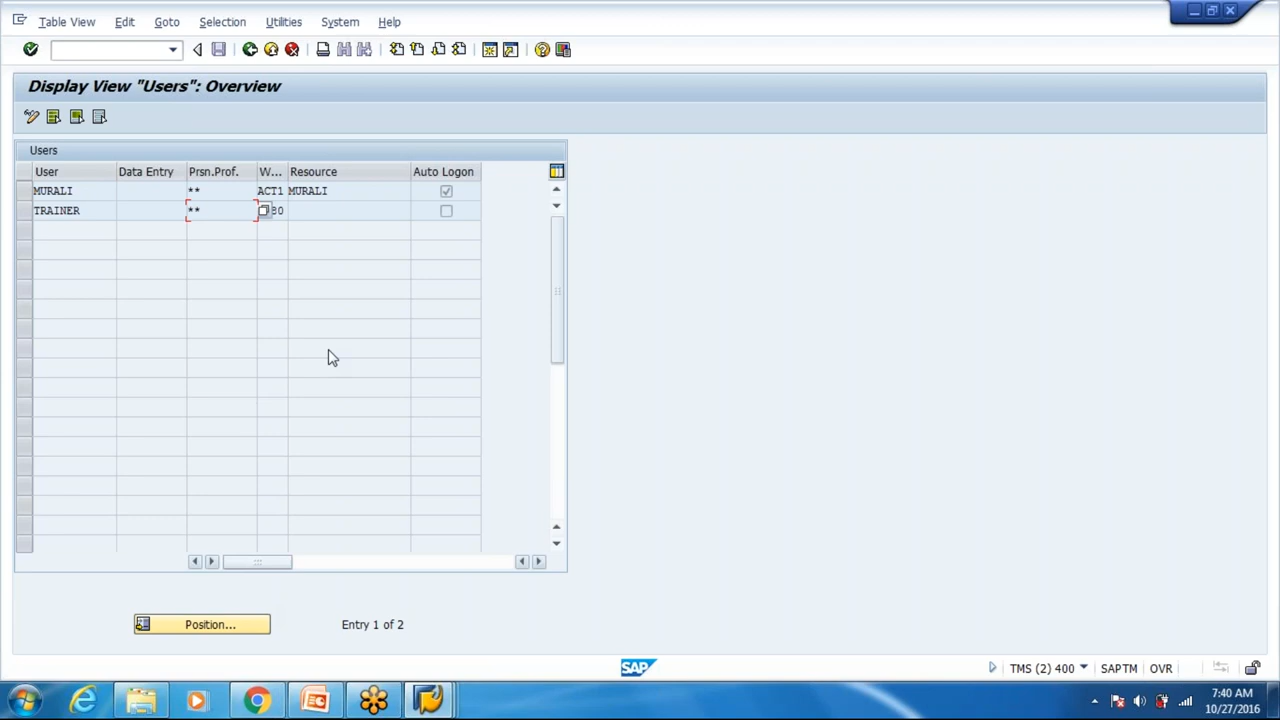 Table View Edit Goto Selection Utilities System Help
Display View "Users": Overview
Users
User Data Entry Prsn.Prof. W... Resource Auto Logon
MURALI ** ACT1 MURALI
TRAINER ** 80
Position... Entry 1 of 2
SAP TMS (2) 400 SAPTM OVR
7:40 AM
10/27/2016